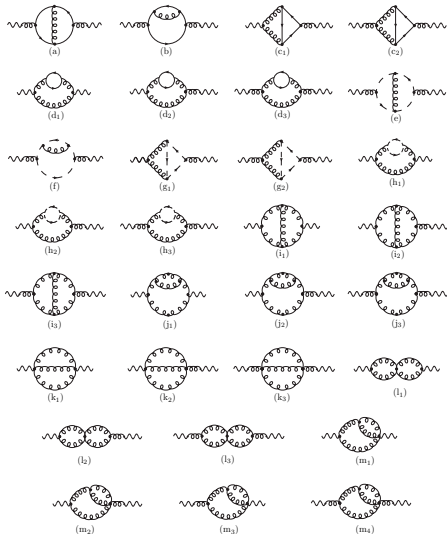 (a) (b) (c₁) (c₂)
(d₁) (d₂) (d₃) (e)
(f) (g₁) (g₂) (h₁)
(h₂) (h₃) (i₁) (i₂)
(i₃) (j₁) (j₂) (j₃)
(k₁) (k₂) (k₃) (l₁)
(l₂) (l₃) (m₁)
(m₂) (m₃) (m₄)